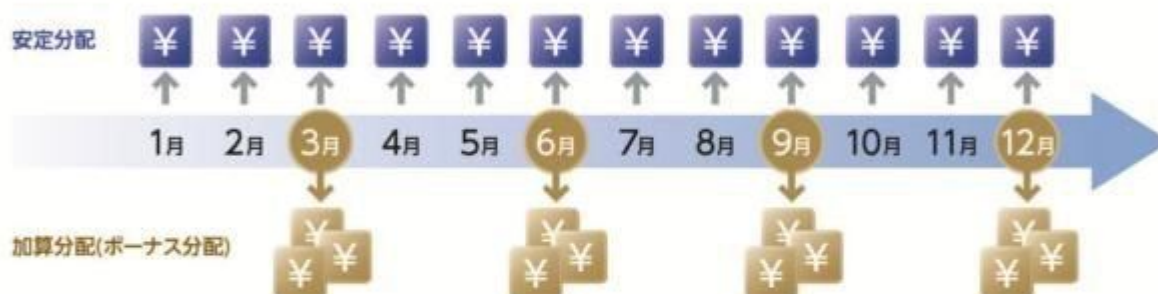 安定分配 ¥ ¥ ¥ ¥ ¥ ¥ ¥ ¥ ¥ ¥ ¥ ¥
1月 2月 3月 4月 5月 6月 7月 8月 9月 10月 11月 12月
加算分配(ボーナス分配) ¥ ¥ ¥ ¥ ¥ ¥ ¥ ¥ ¥ ¥ ¥ ¥